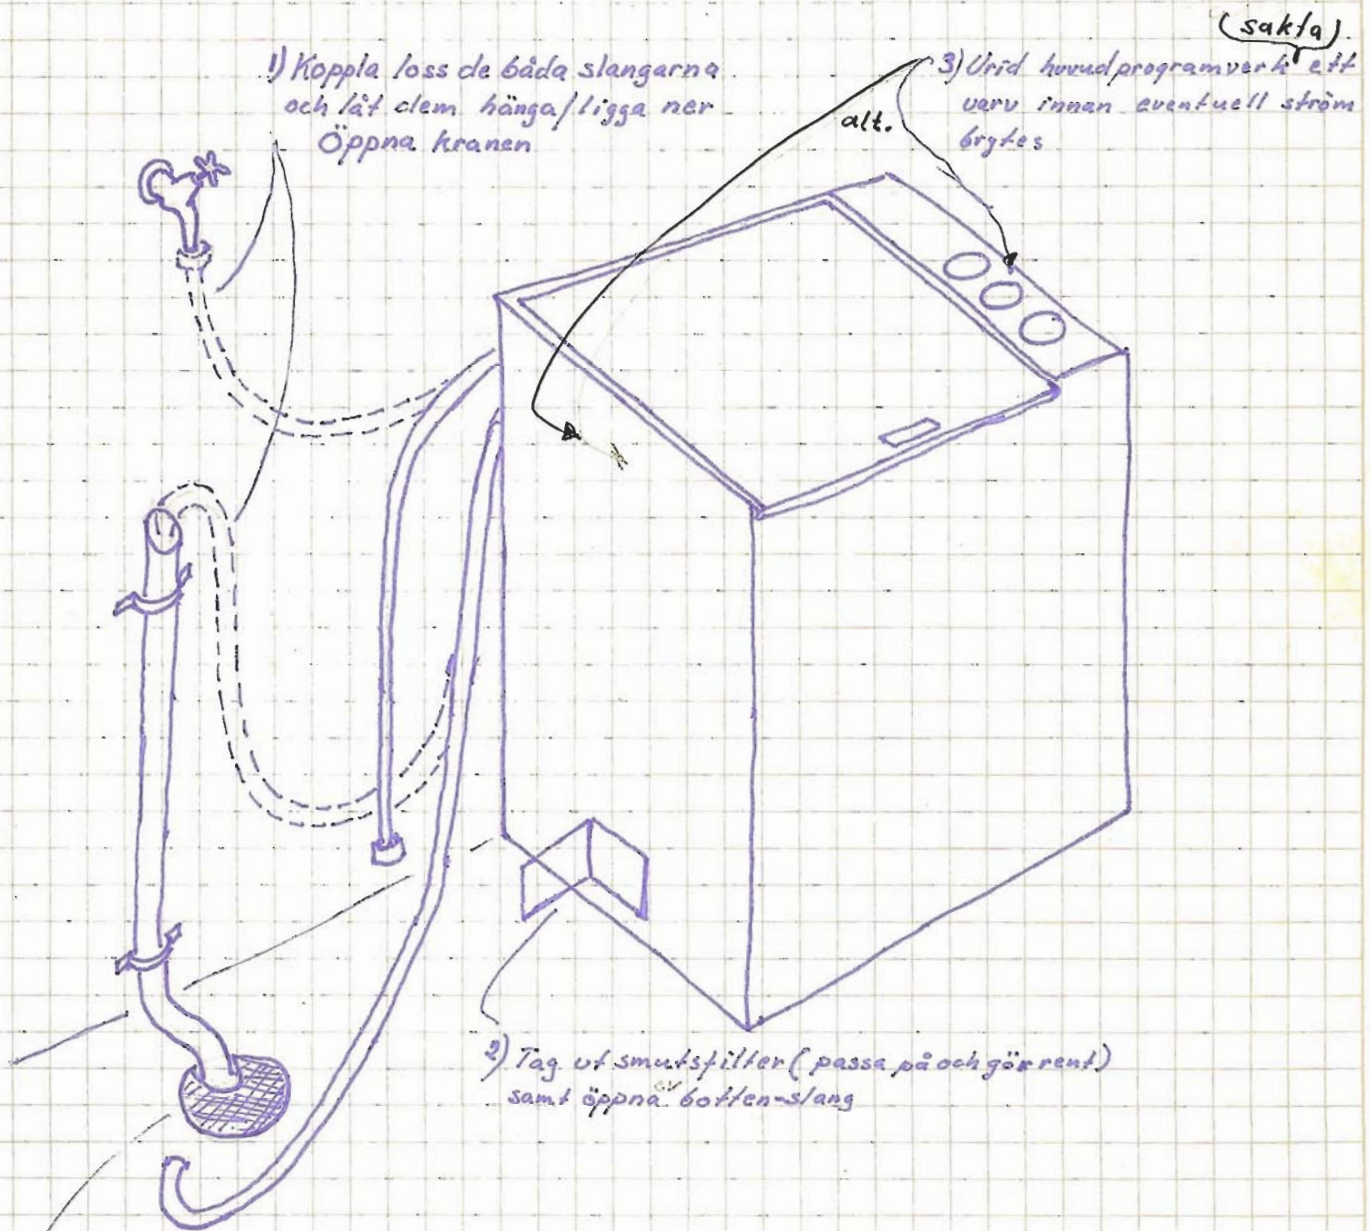 1) Koppla loss de båda slangarna
och låt dem hänga/ligga ner
Öppna kranen
(sakta)
3) Vrid huvudprogramverk ett
varv innan eventuell ström
brytes
alt.
2) Tag ut smutsfilter (passa på och gör rent)
samt öppna botten-slang